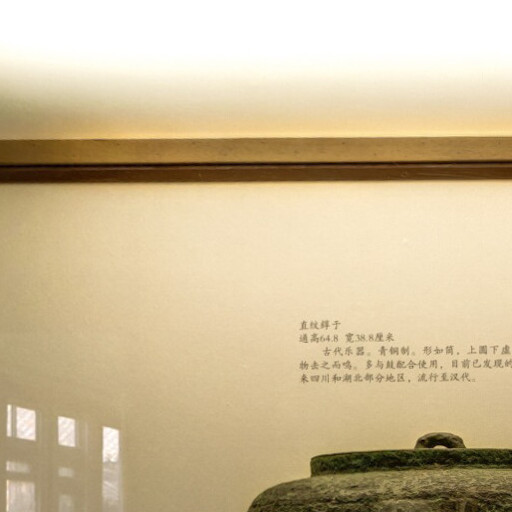 直纹錞于
通高64.8 宽38.8厘米
古代乐器。青铜制。形如筒，上圆下虚
物击之而鸣。多与鼓配合使用，目前已发现的
来四川和湖北部分地区，流行至汉代。